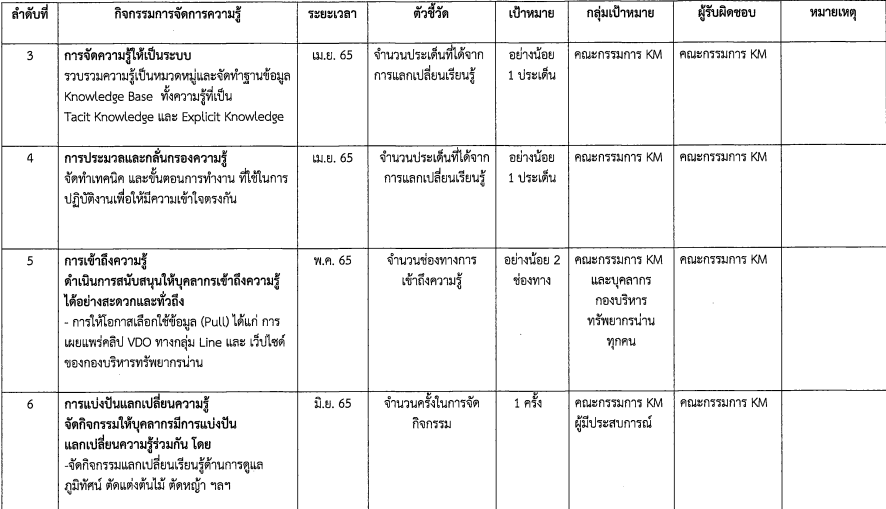 ลำดับที่ กิจกรรมการจัดการความรู้ ระยะเวลา ตัวชี้วัด เป้าหมาย กลุ่มเป้าหมาย ผู้รับผิดชอบ หมายเหตุ
3 การจัดความรู้ให้เป็นระบบ เม.ย. 65 จำนวนประเด็นที่ได้จาก อย่างน้อย คณะกรรมการ KM คณะกรรมการ KM
รวบรวมความรู้เป็นหมวดหมู่และจัดทำฐานข้อมูล การแลกเปลี่ยนเรียนรู้ 1 ประเด็น
Knowledge Base ทั้งความรู้ที่เป็น
Tacit Knowledge และ Explicit Knowledge
4 การประมวลและกลั่นกรองความรู้ เม.ย. 65 จำนวนประเด็นที่ได้จาก อย่างน้อย คณะกรรมการ KM คณะกรรมการ KM
จัดทำเทคนิค และขั้นตอนการทำงาน ที่ใช้ในการ การแลกเปลี่ยนเรียนรู้ 1 ประเด็น
ปฏิบัติงานเพื่อให้มีความเข้าใจตรงกัน
5 การเข้าถึงความรู้ พ.ค. 65 จำนวนช่องทางการ อย่างน้อย 2 คณะกรรมการ KM คณะกรรมการ KM
ดำเนินการสนับสนุนให้บุคลากรเข้าถึงความรู้ เข้าถึงความรู้ ช่องทาง และบุคลากร
ได้อย่างสะดวกและทั่วถึง กองบริหาร
- การให้โอกาสเลือกใช้ข้อมูล (Pull) ได้แก่ การ ทรัพยากรน่าน
เผยแพร่คลิป VDO ทางกลุ่ม Line และ เว็ปไซด์ ทุกคน
ของกองบริหารทรัพยากรน่าน
6 การแบ่งปันแลกเปลี่ยนความรู้ มิ.ย. 65 จำนวนครั้งในการจัด 1 ครั้ง คณะกรรมการ KM คณะกรรมการ KM
จัดกิจกรรมให้บุคลากรมีการแบ่งปัน กิจกรรม ผู้มีประสบการณ์
แลกเปลี่ยนความรู้ร่วมกัน โดย
-จัดกิจกรรมแลกเปลี่ยนเรียนรู้ด้านการดูแล
ภูมิทัศน์ ตัดแต่งต้นไม้ ตัดหญ้า ฯลฯ